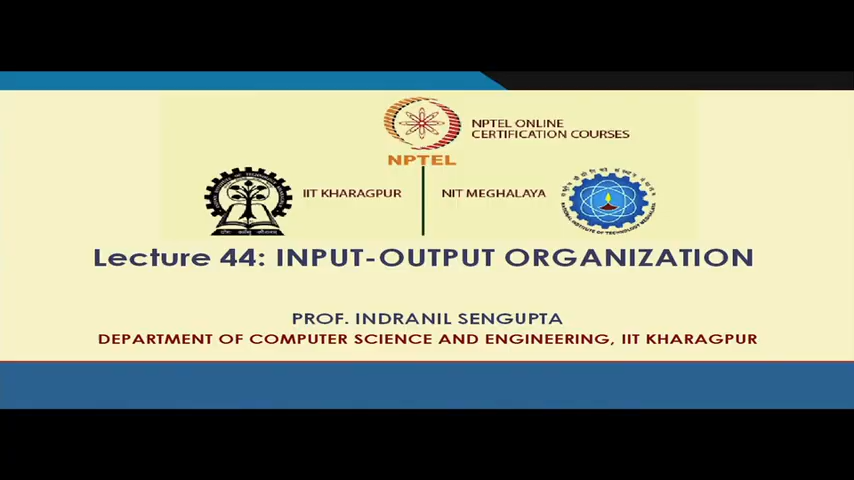 NPTEL ONLINE
CERTIFICATION COURSES
NPTEL
IIT KHARAGPUR
NIT MEGHALAYA
Lecture 44: INPUT-OUTPUT ORGANIZATION
PROF. INDRANIL SENGUPTA
DEPARTMENT OF COMPUTER SCIENCE AND ENGINEERING, IIT KHARAGPUR